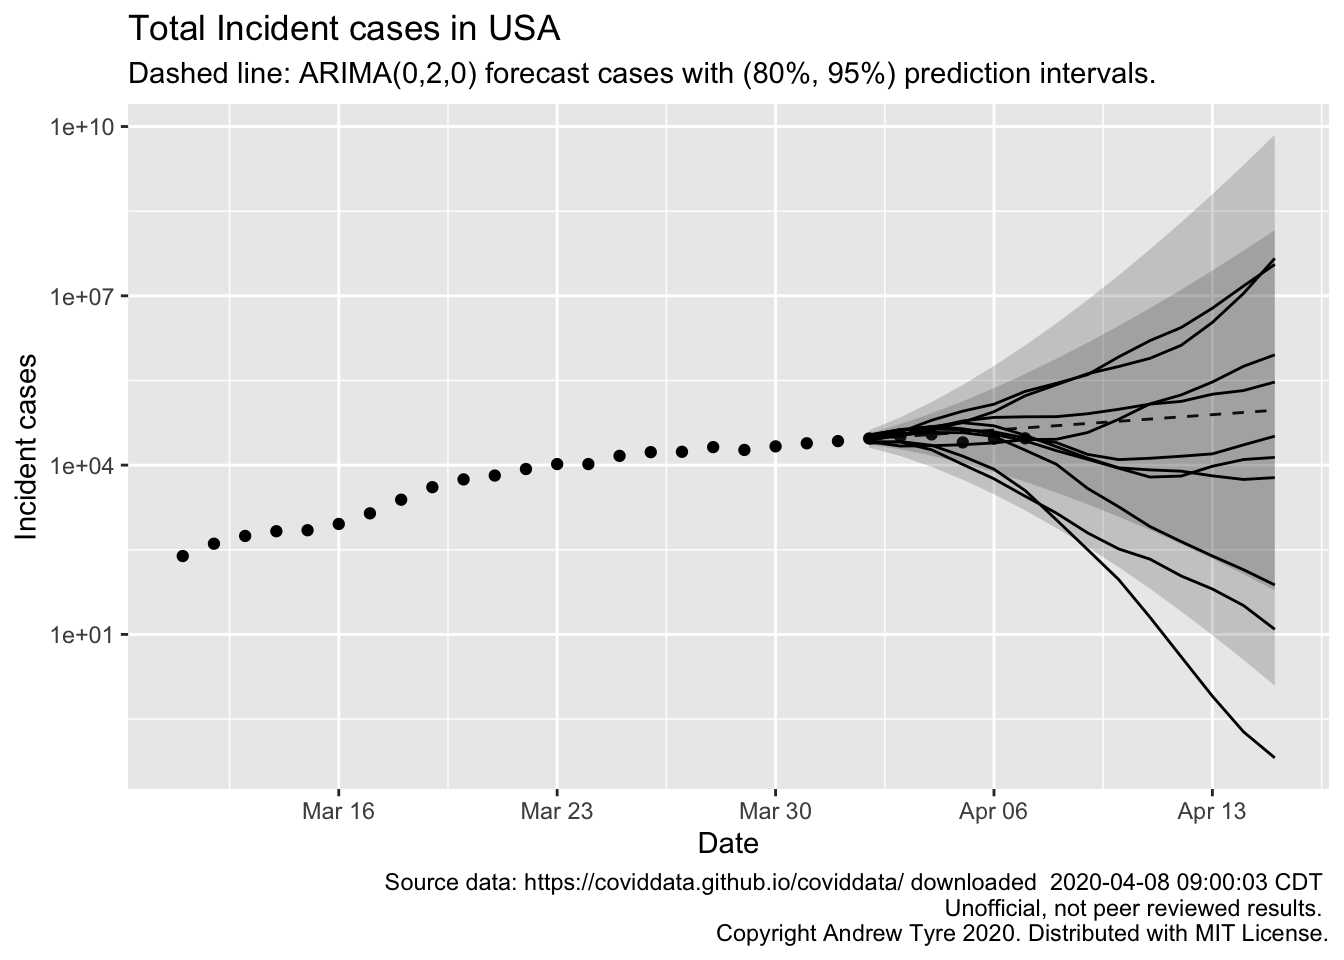 Total Incident cases in USA
Dashed line: ARIMA(0,2,0) forecast cases with (80%, 95%) prediction intervals.
1e+10
1e+07
1e+04
1e+01
Incident cases
Mar 16
Mar 23
Mar 30
Apr 06
Apr 13
Date
Source data: https://coviddata.github.io/coviddata/ downloaded  2020-04-08 09:00:03 CDT
Unofficial, not peer reviewed results.
Copyright Andrew Tyre 2020. Distributed with MIT License.